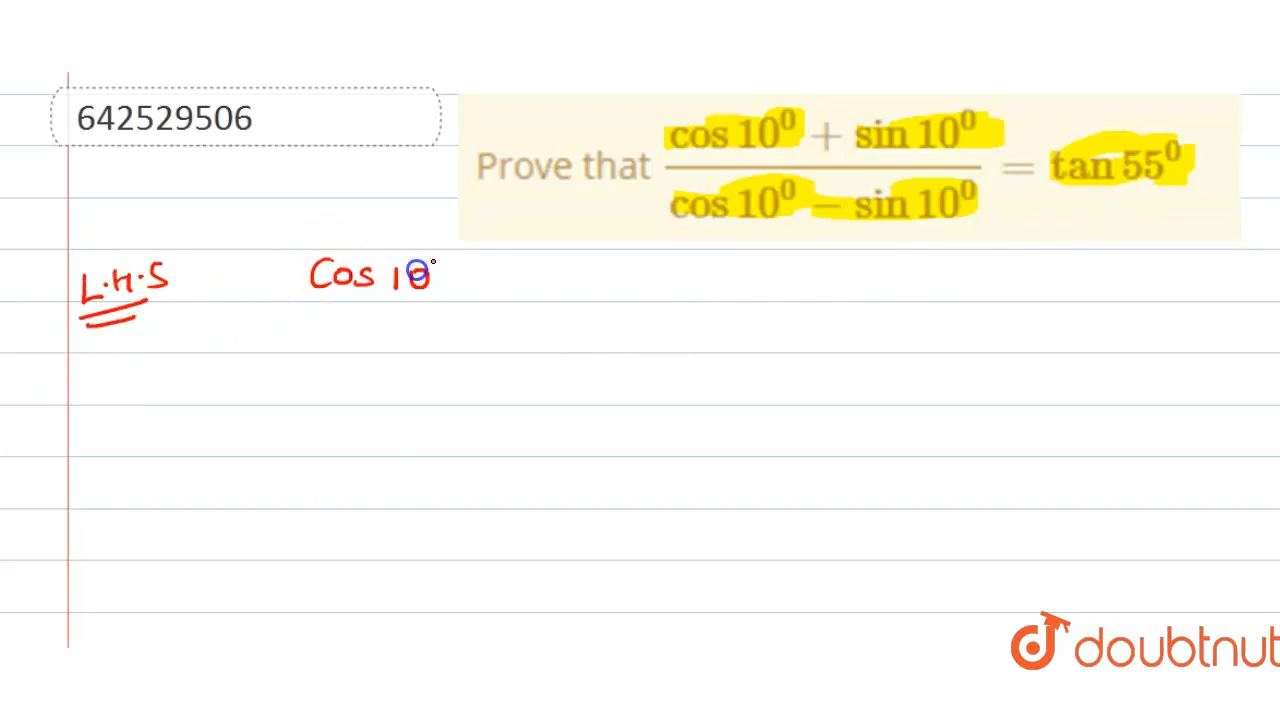 642529506
Prove that (cos 10⁰ + sin 10⁰)/(cos 10⁰ − sin 10⁰) = tan 55⁰
L.H.S Cos 10
doubtnut